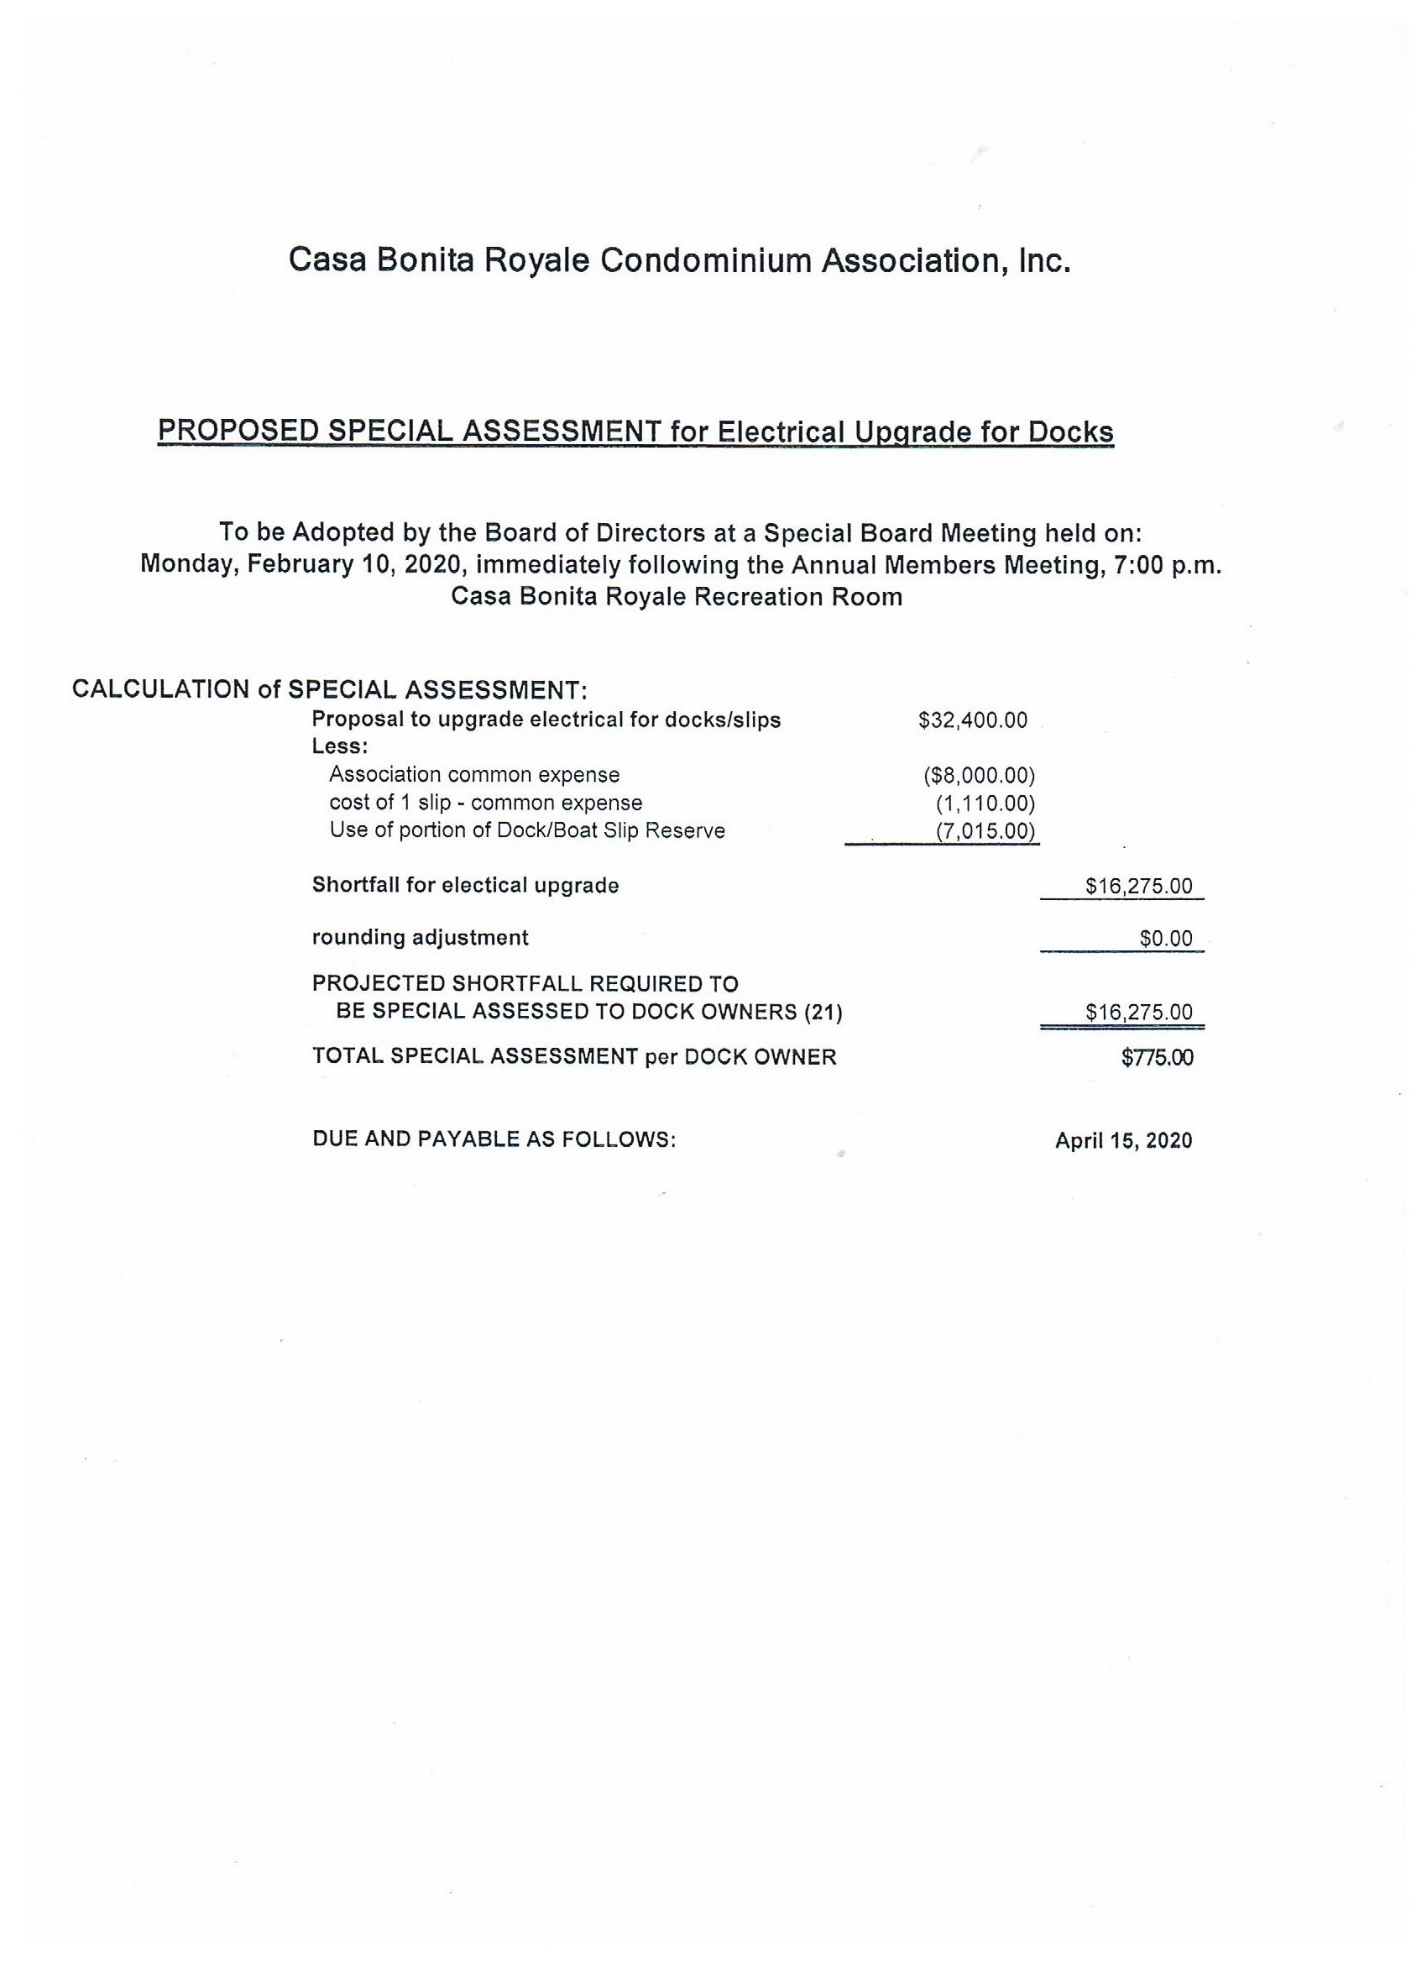 Casa Bonita Royale Condominium Association, Inc.
PROPOSED SPECIAL ASSESSMENT for Electrical Upgrade for Docks
To be Adopted by the Board of Directors at a Special Board Meeting held on:
Monday, February 10, 2020, immediately following the Annual Members Meeting, 7:00 p.m.
Casa Bonita Royale Recreation Room
CALCULATION of SPECIAL ASSESSMENT:
Proposal to upgrade electrical for docks/slips $32,400.00
Less:
Association common expense ($8,000.00)
cost of 1 slip - common expense (1,110.00)
Use of portion of Dock/Boat Slip Reserve (7,015.00)
Shortfall for electical upgrade $16,275.00
rounding adjustment $0.00
PROJECTED SHORTFALL REQUIRED TO
BE SPECIAL ASSESSED TO DOCK OWNERS (21) $16,275.00
TOTAL SPECIAL ASSESSMENT per DOCK OWNER $775.00
DUE AND PAYABLE AS FOLLOWS: April 15, 2020